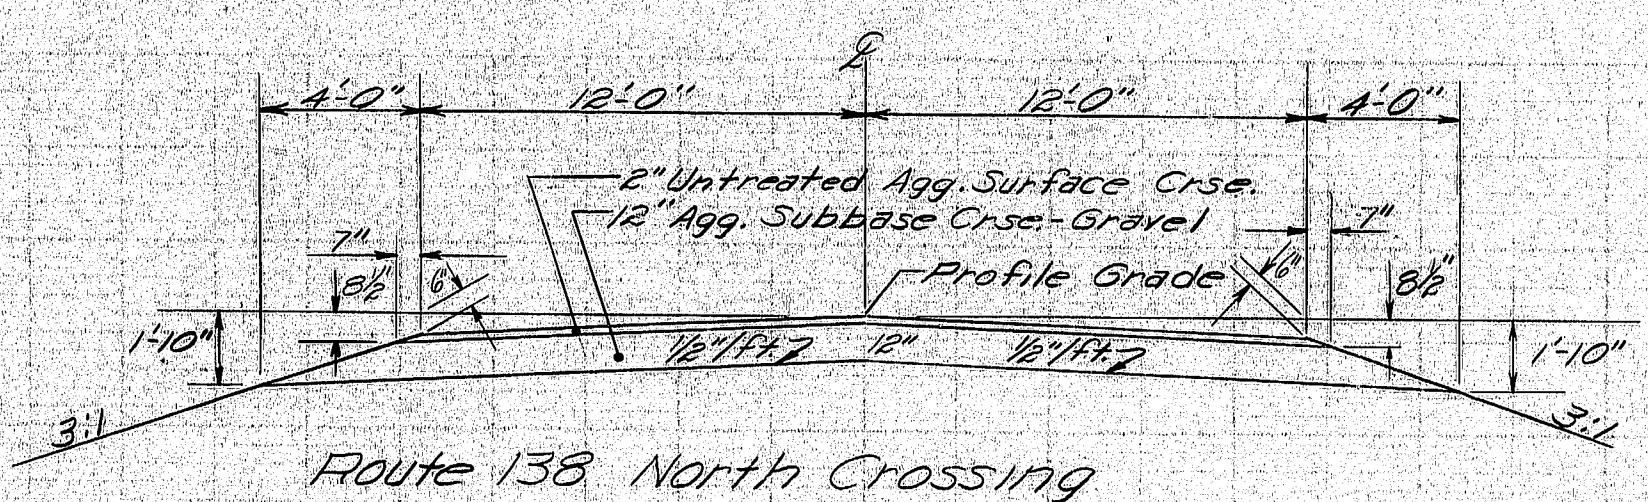 ℄
4'-0" 12'-0" 12'-0" 4'-0"
2" Untreated Agg. Surface Crse.
12" Agg. Subbase Crse.- Gravel
7" 7"
8½" 6" Profile Grade 6" 8½"
1'-10" ½"/ft. 12" ½"/ft. 1'-10"
3:1 3:1
Route 138 North Crossing